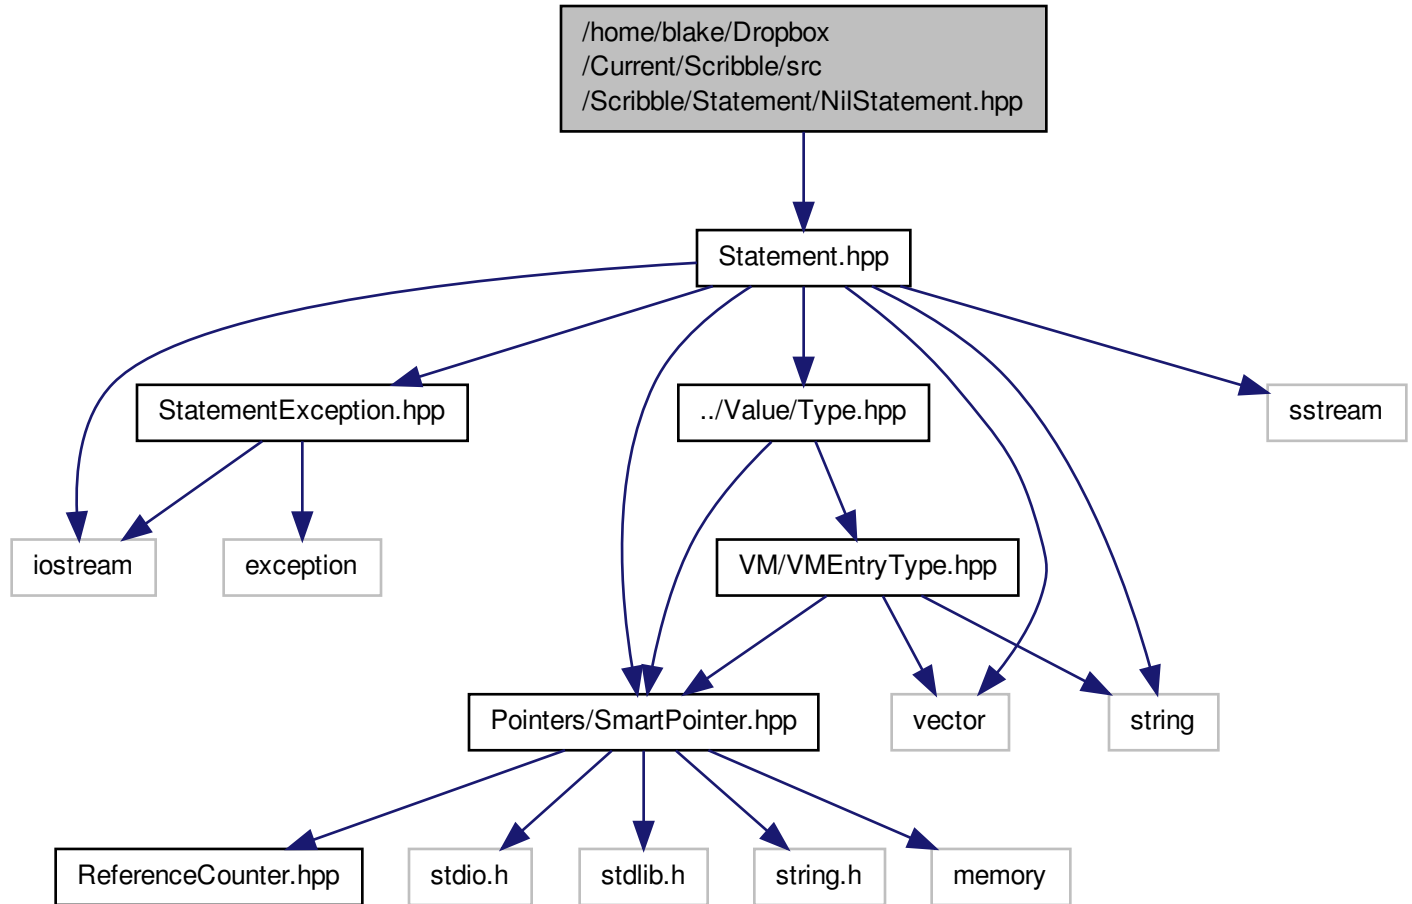 /home/blake/Dropbox
/Current/Scribble/src
/Scribble/Statement/NilStatement.hpp
Statement.hpp
StatementException.hpp
../Value/Type.hpp
sstream
iostream
exception
VM/VMEntryType.hpp
Pointers/SmartPointer.hpp
vector
string
ReferenceCounter.hpp
stdio.h
stdlib.h
string.h
memory